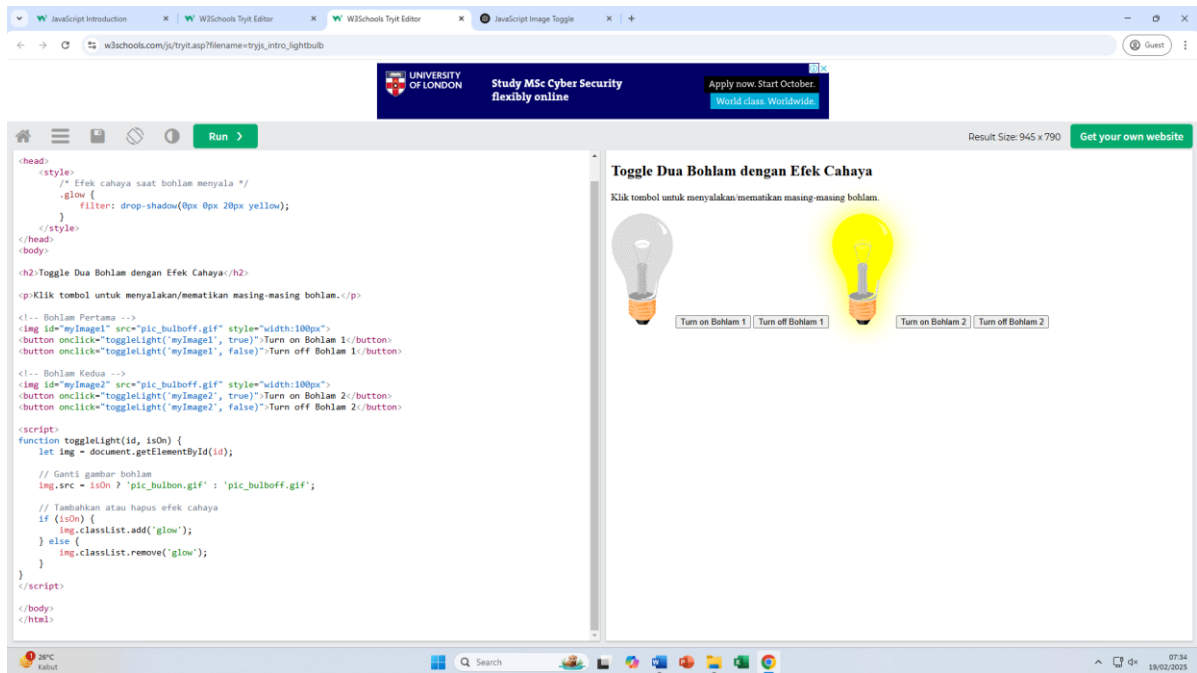 JavaScript Introduction
W3Schools Tryit Editor
W3Schools Tryit Editor
JavaScript Image Toggle
w3schools.com/js/tryit.asp?filename=tryjs_intro_lightbulb
Guest
UNIVERSITY
OF LONDON
Study MSc Cyber Security
flexibly online
Apply now. Start October.
World class. Worldwide.
Run ❯
Result Size: 945 x 790
Get your own website
<head>
    <style>
        /* Efek cahaya saat bohlam menyala */
        .glow {
            filter: drop-shadow(0px 0px 20px yellow);
        }
    </style>
</head>
<body>
<h2>Toggle Dua Bohlam dengan Efek Cahaya</h2>
<p>Klik tombol untuk menyalakan/mematikan masing-masing bohlam.</p>
<!-- Bohlam Pertama -->
<img id="myImage1" src="pic_bulboff.gif" style="width:100px">
<button onclick="toggleLight('myImage1', true)">Turn on Bohlam 1</button>
<button onclick="toggleLight('myImage1', false)">Turn off Bohlam 1</button>
<!-- Bohlam Kedua -->
<img id="myImage2" src="pic_bulboff.gif" style="width:100px">
<button onclick="toggleLight('myImage2', true)">Turn on Bohlam 2</button>
<button onclick="toggleLight('myImage2', false)">Turn off Bohlam 2</button>
<script>
function toggleLight(id, isOn) {
    let img = document.getElementById(id);
    // Ganti gambar bohlam
    img.src = isOn ? 'pic_bulbon.gif' : 'pic_bulboff.gif';
    // Tambahkan atau hapus efek cahaya
    if (isOn) {
        img.classList.add('glow');
    } else {
        img.classList.remove('glow');
    }
}
</script>
</body>
</html>
Toggle Dua Bohlam dengan Efek Cahaya
Klik tombol untuk menyalakan/mematikan masing-masing bohlam.
Turn on Bohlam 1 Turn off Bohlam 1 Turn on Bohlam 2 Turn off Bohlam 2
1
26°C
Kabut
Search
07:34
19/02/2025